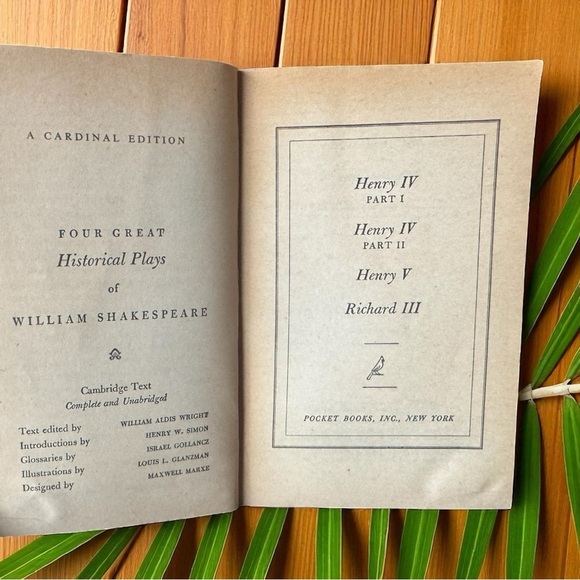 A CARDINAL EDITION
FOUR GREAT
Historical Plays
of
WILLIAM SHAKESPEARE
Cambridge Text
Complete and Unabridged
Text edited by WILLIAM ALDIS WRIGHT
Introductions by HENRY W. SIMON
Glossaries by ISRAEL GOLLANCZ
Illustrations by LOUIS L. GLANZMAN
Designed by MAXWELL MARXE
Henry IV
PART I
Henry IV
PART II
Henry V
Richard III
POCKET BOOKS, INC., NEW YORK